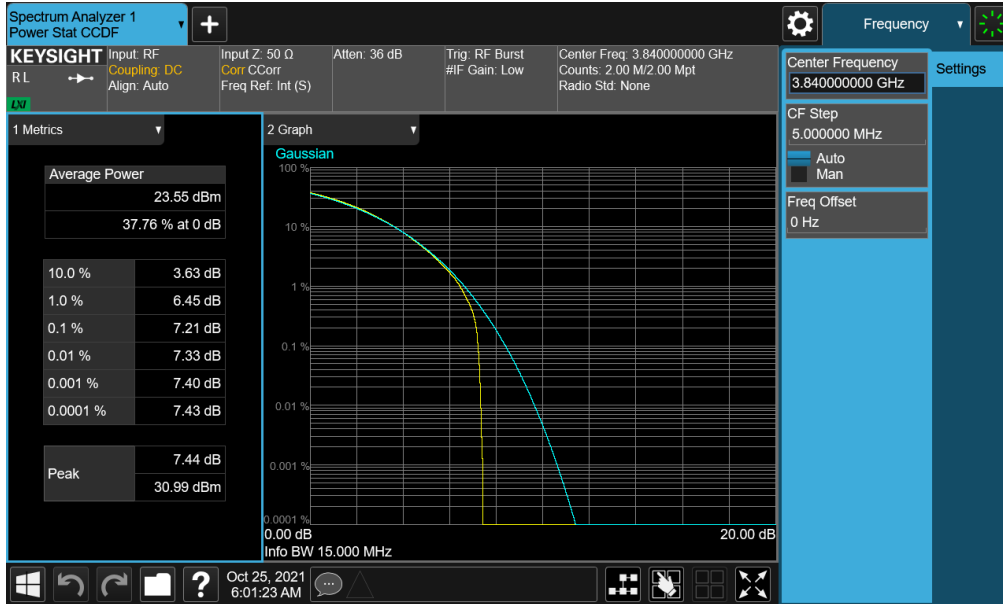 Spectrum Analyzer 1
Power Stat CCDF
+
Frequency
KEYSIGHT
R L
LXI
Input: RF
Coupling: DC
Align: Auto
Input Z: 50 Ω
Corr CCorr
Freq Ref: Int (S)
Atten: 36 dB
Trig: RF Burst
#IF Gain: Low
Center Freq: 3.840000000 GHz
Counts: 2.00 M/2.00 Mpt
Radio Std: None
Center Frequency
3.840000000 GHz
Settings
CF Step
5.000000 MHz
Auto
Man
Freq Offset
0 Hz
1 Metrics
Average Power
23.55 dBm
37.76 % at 0 dB
10.0 % 3.63 dB
1.0 % 6.45 dB
0.1 % 7.21 dB
0.01 % 7.33 dB
0.001 % 7.40 dB
0.0001 % 7.43 dB
Peak
7.44 dB
30.99 dBm
2 Graph
Gaussian
100 %
10 %
1 %
0.1 %
0.01 %
0.001 %
0.0001 %
0.00 dB 20.00 dB
Info BW 15.000 MHz
?
Oct 25, 2021
6:01:23 AM